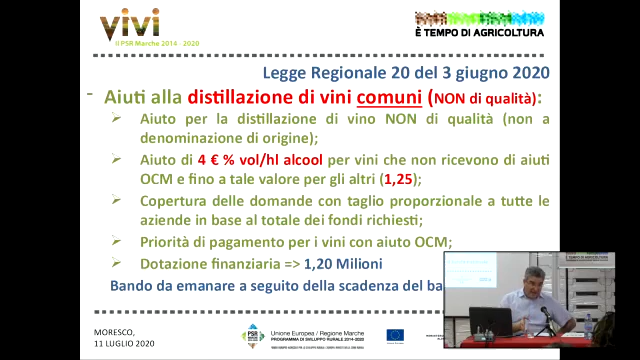 vivi
Il PSR Marche 2014 - 2020
È TEMPO DI AGRICOLTURA
Legge Regionale 20 del 3 giugno 2020
- Aiuti alla distillazione di vini comuni (NON di qualità):
Aiuto per la distillazione di vino NON di qualità (non a
denominazione di origine);
Aiuto di 4 € % vol/hl alcool per vini che non ricevono di aiuti
OCM e fino a tale valore per gli altri (1,25);
Copertura delle domande con taglio proporzionale a tutte le
aziende in base al totale dei fondi richiesti;
Priorità di pagamento per i vini con aiuto OCM;
Dotazione finanziaria => 1,20 Milioni
Bando da emanare a seguito della scadenza del ba
MORESCO,
11 LUGLIO 2020
PSR
Unione Europea / Regione Marche
PROGRAMMA DI SVILUPPO RURALE 2014-2020